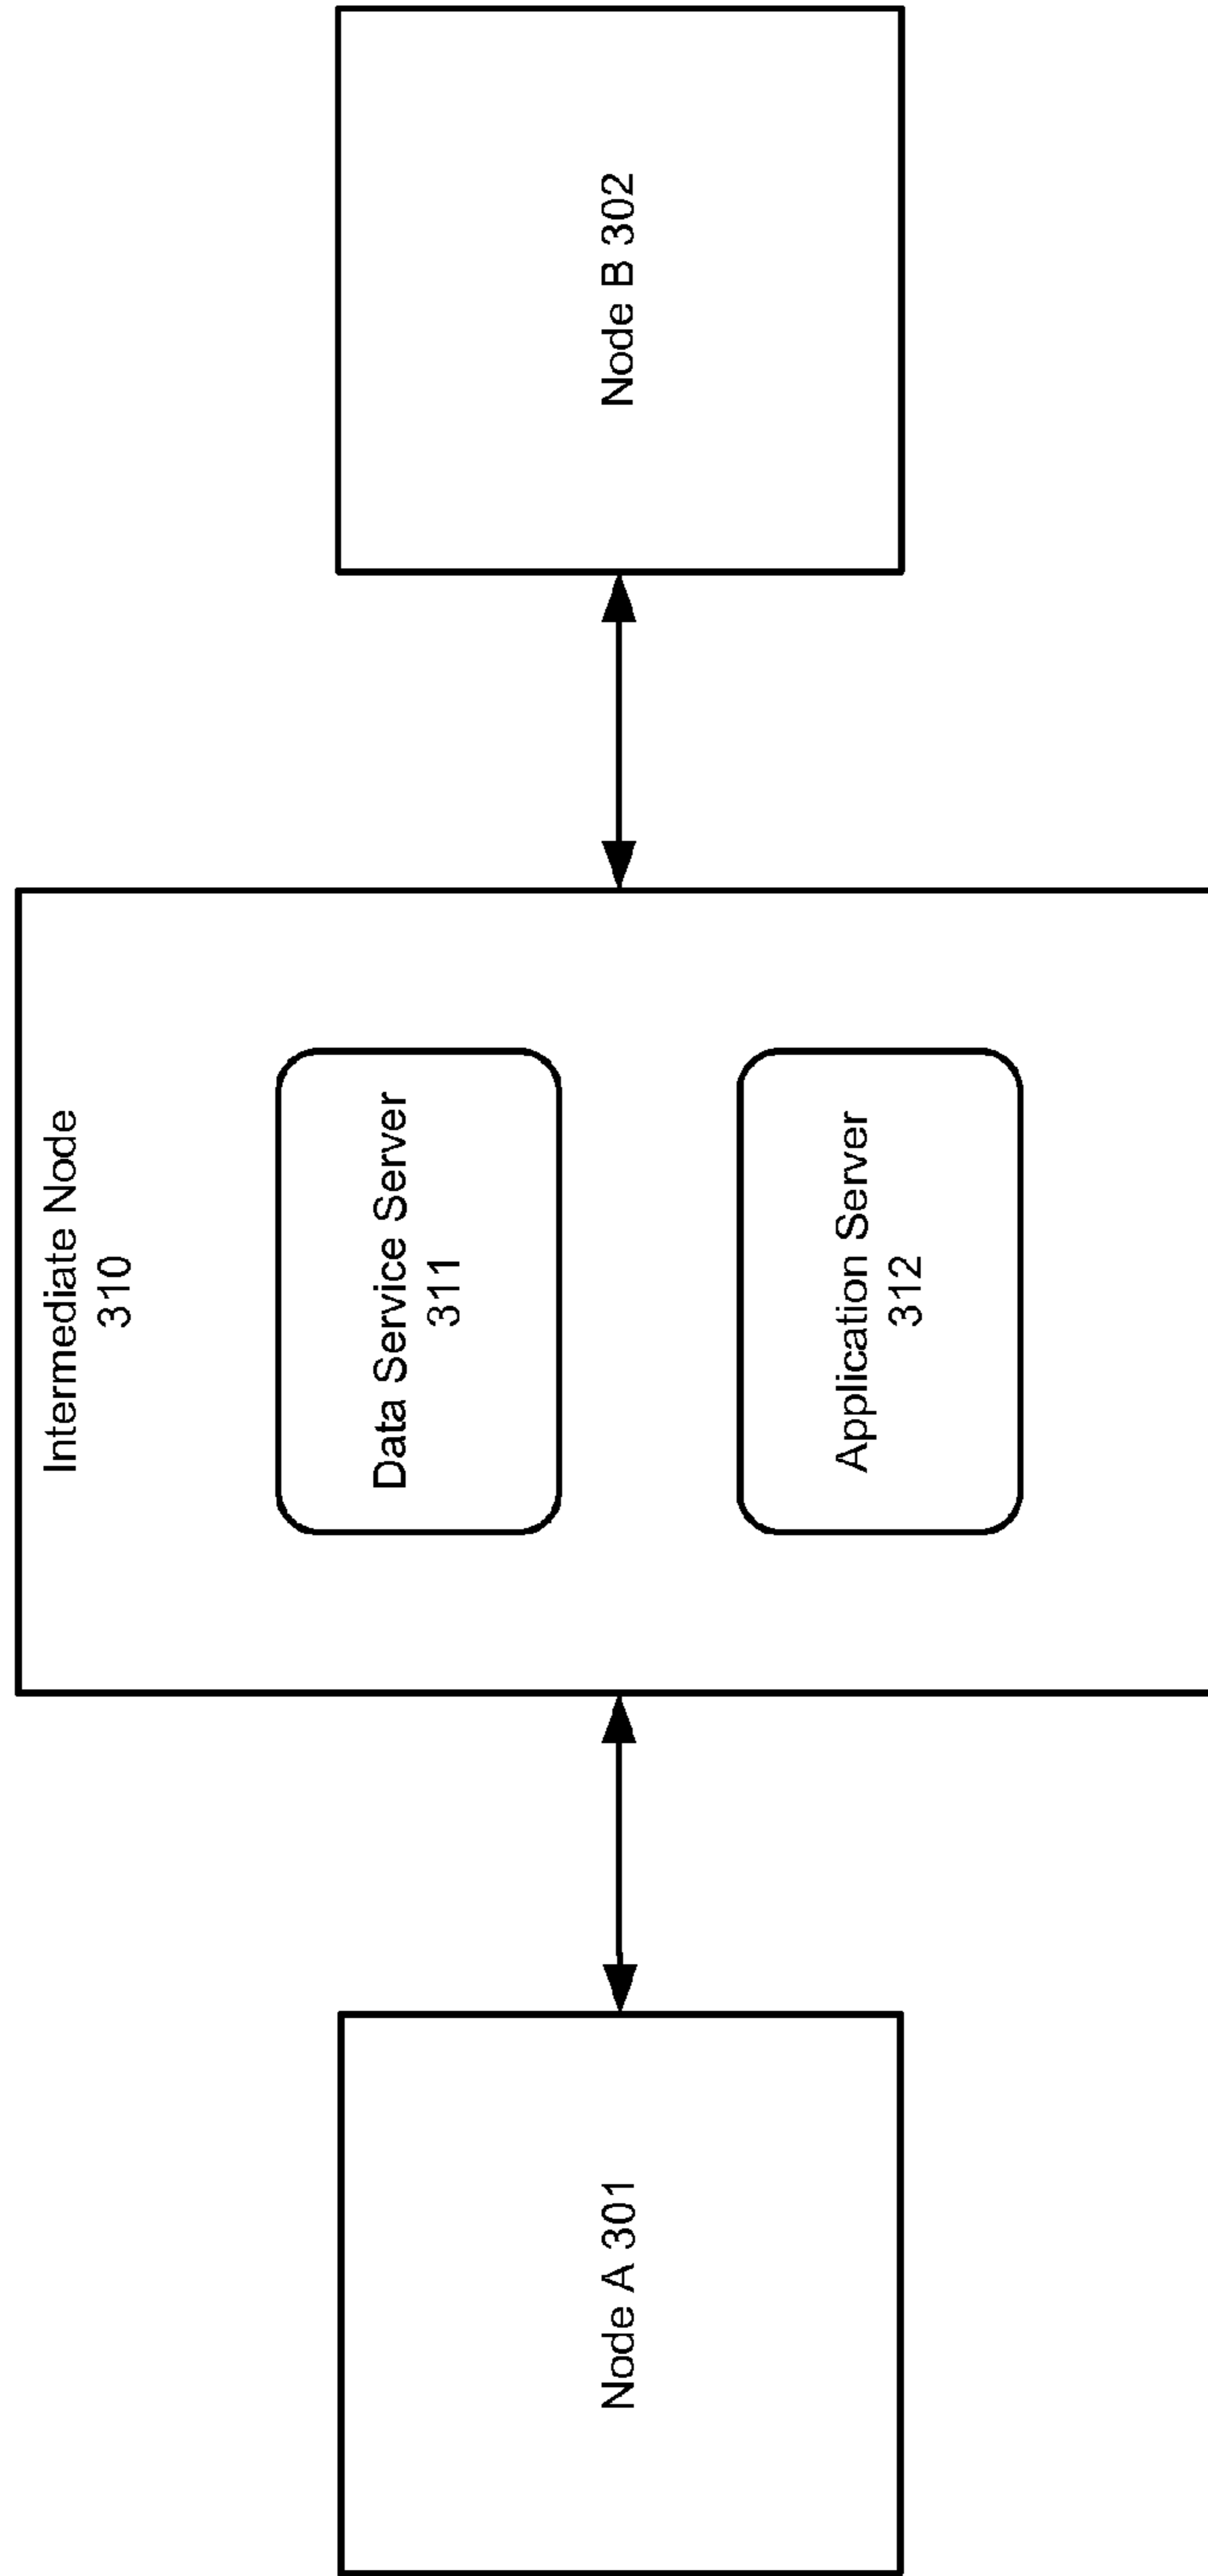 Node A 301
Intermediate Node
310
Data Service Server
311
Application Server
312
Node B 302